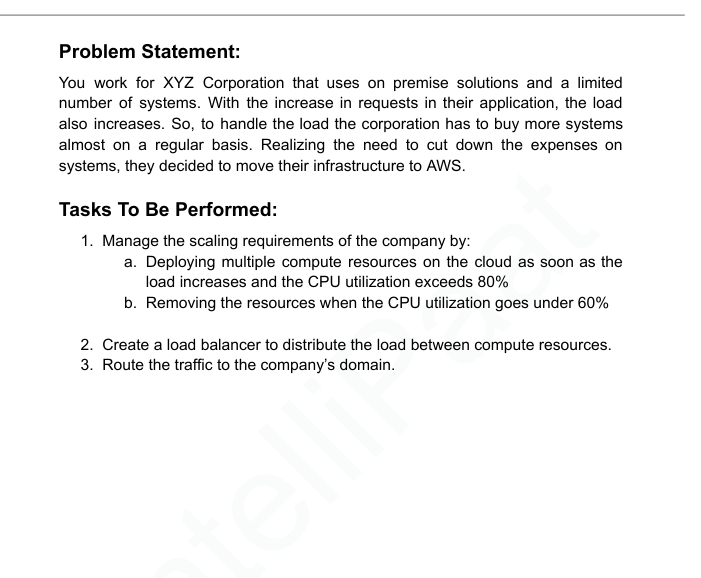 Problem Statement:
You work for XYZ Corporation that uses on premise solutions and a limited
number of systems. With the increase in requests in their application, the load
also increases. So, to handle the load the corporation has to buy more systems
almost on a regular basis. Realizing the need to cut down the expenses on
systems, they decided to move their infrastructure to AWS.
Tasks To Be Performed:
1. Manage the scaling requirements of the company by:
a. Deploying multiple compute resources on the cloud as soon as the
load increases and the CPU utilization exceeds 80%
b. Removing the resources when the CPU utilization goes under 60%
2. Create a load balancer to distribute the load between compute resources.
3. Route the traffic to the company’s domain.